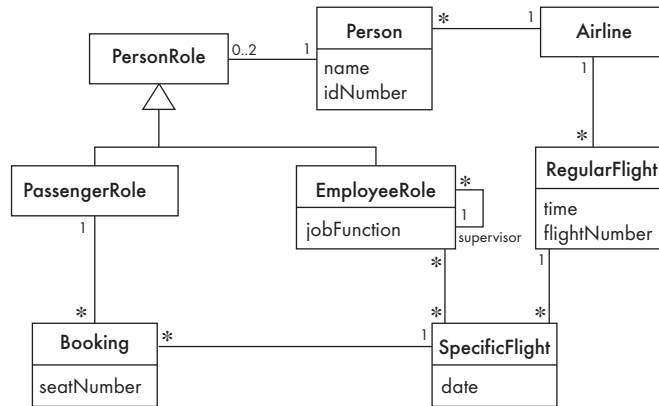 Person
name
idNumber
*
1
Airline
PersonRole
0..2
1
1
*
PassengerRole
EmployeeRole
jobFunction
*
1
supervisor
RegularFlight
time
flightNumber
1
*
1
*
*
*
Booking
seatNumber
*
1
SpecificFlight
date